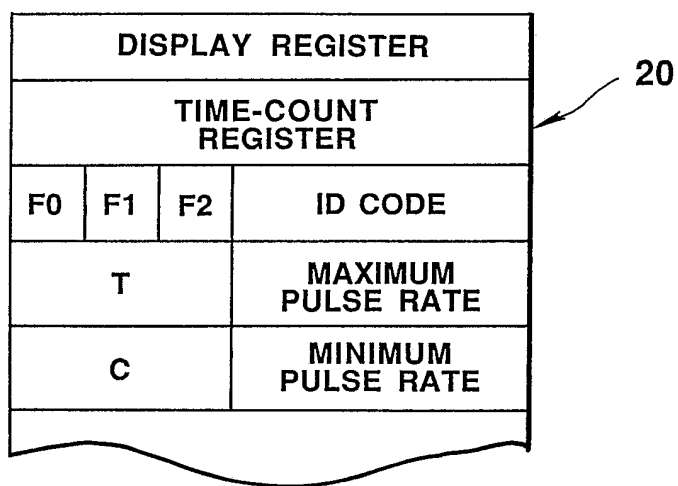 DISPLAY REGISTER
20
TIME-COUNT
REGISTER
F0 F1 F2 ID CODE
T
MAXIMUM
PULSE RATE
C
MINIMUM
PULSE RATE